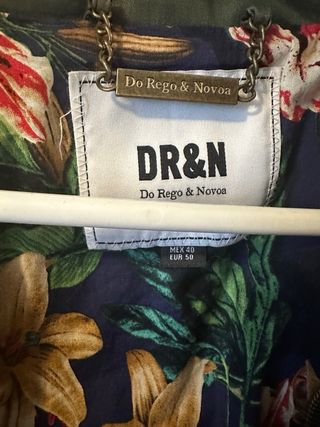 Do Rego & Novoa
DR&N
Do Rego & Novoa
MEX 40
EUR 50